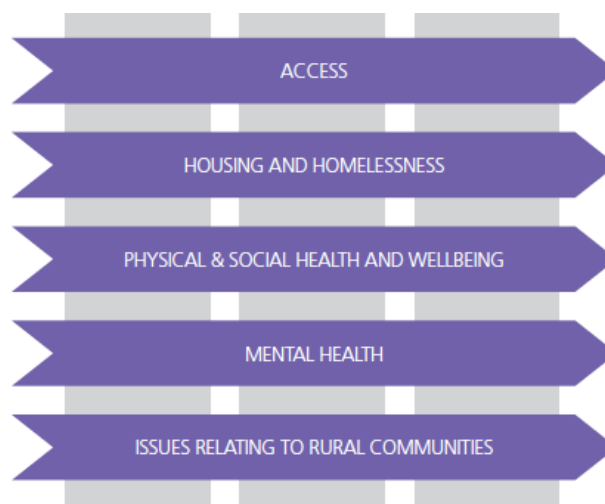 ACCESS
HOUSING AND HOMELESSNESS
PHYSICAL & SOCIAL HEALTH AND WELLBEING
MENTAL HEALTH
ISSUES RELATING TO RURAL COMMUNITIES